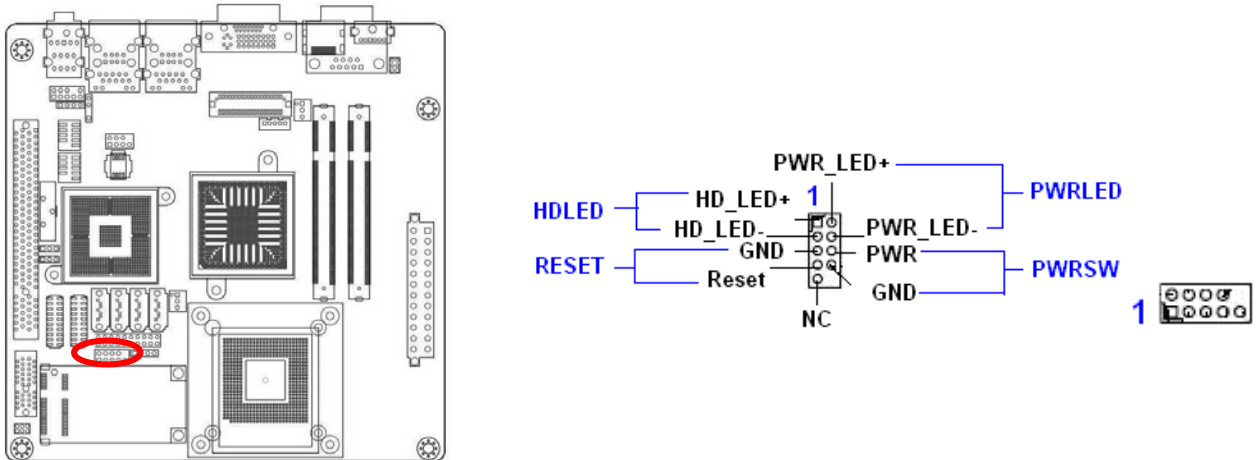 PWR_LED+
HDLED
HD_LED+
1
PWRLED
HD_LED-
PWR_LED-
RESET
GND
PWR
PWRSW
Reset
GND
NC
1